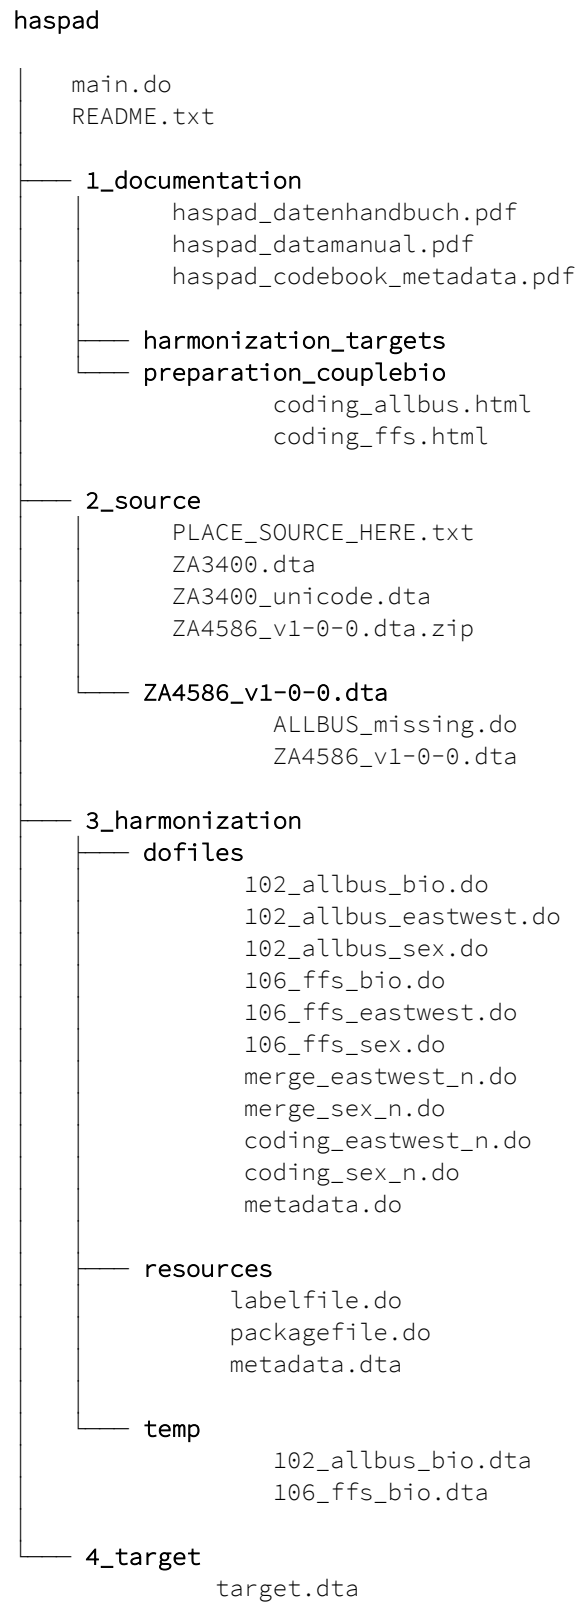 haspad
main.do
README.txt
1_documentation
haspad_datenhandbuch.pdf
haspad_datamanual.pdf
haspad_codebook_metadata.pdf
harmonization_targets
preparation_couplebio
coding_allbus.html
coding_ffs.html
2_source
PLACE_SOURCE_HERE.txt
ZA3400.dta
ZA3400_unicode.dta
ZA4586_v1-0-0.dta.zip
ZA4586_v1-0-0.dta
ALLBUS_missing.do
ZA4586_v1-0-0.dta
3_harmonization
dofiles
102_allbus_bio.do
102_allbus_eastwest.do
102_allbus_sex.do
106_ffs_bio.do
106_ffs_eastwest.do
106_ffs_sex.do
merge_eastwest_n.do
merge_sex_n.do
coding_eastwest_n.do
coding_sex_n.do
metadata.do
resources
labelfile.do
packagefile.do
metadata.dta
temp
102_allbus_bio.dta
106_ffs_bio.dta
4_target
target.dta